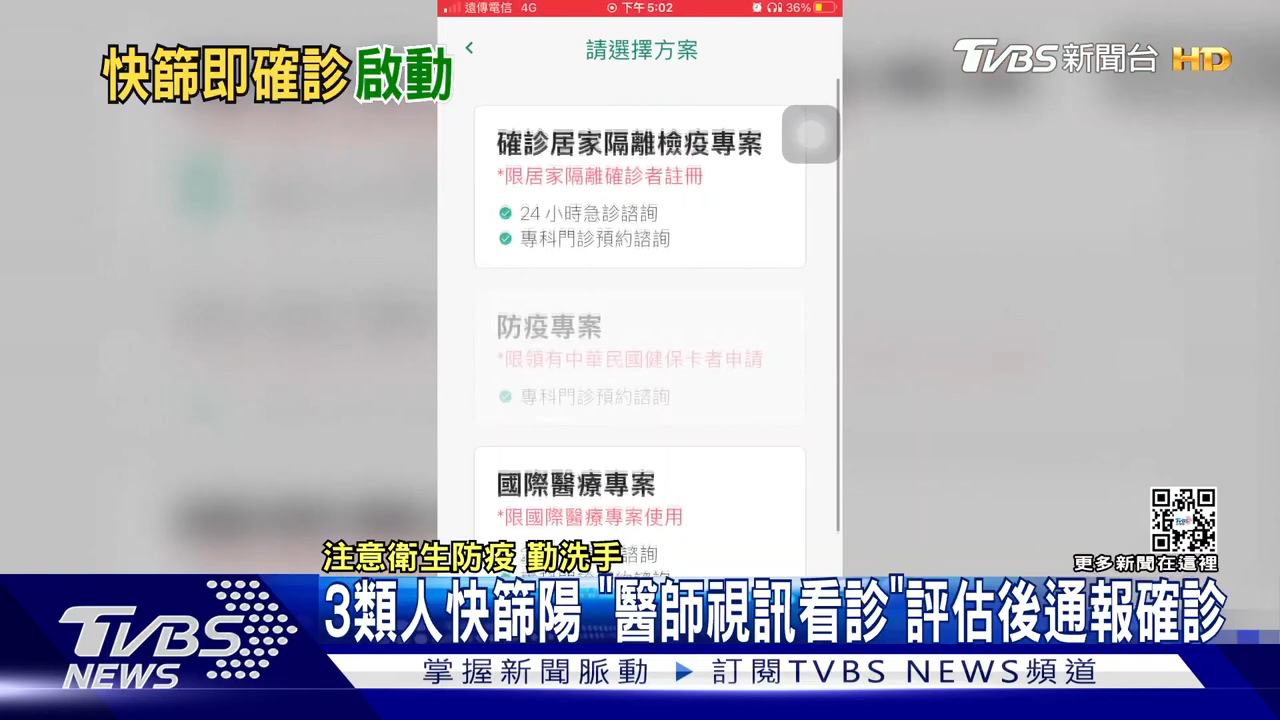 遠傳電信 4G
下午5:02
36%
請選擇方案
快篩即確診啟動
TVBS新聞台 HD
確診居家隔離檢疫專案
*限居家隔離確診者註冊
24 小時急診諮詢
專科門診預約諮詢
防疫專案
*限領有中華民國健保卡者申請
專科門診預約諮詢
國際醫療專案
*限國際醫療專案使用
諮詢
注意衛生防疫 勤洗手
TVBS
更多新聞在這裡
3類人快篩陽 "醫師視訊看診"評估後通報確診
TVBS
NEWS
掌握新聞脈動 ▶ 訂閱TVBS NEWS頻道